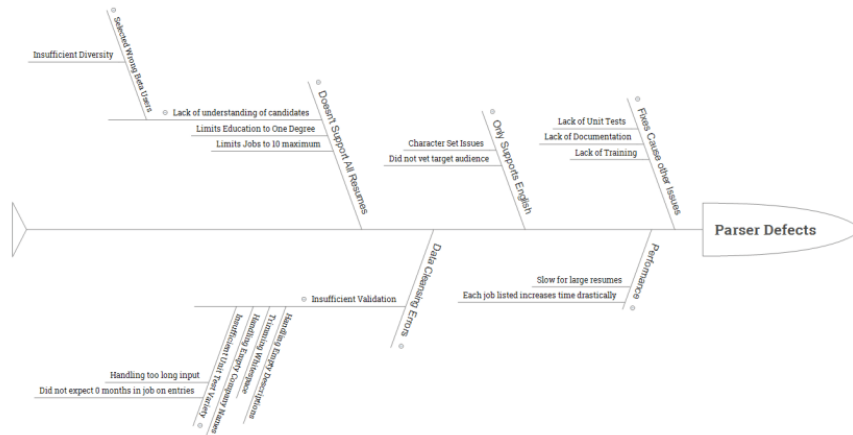 Selected Wrong Beta Users
Insufficient Diversity
Doesn't Support All Resumes
Lack of understanding of candidates
Limits Education to One Degree
Limits Jobs to 10 maximum
Only Supports English
Character Set Issues
Did not vet target audience
Fixes Cause other Issues
Lack of Unit Tests
Lack of Documentation
Lack of Training
Parser Defects
Data Cleansing Errors
Insufficient Validation
Handling Empty Descriptions
Trimming Whitespace
Handling Empty Company Names
Insufficient Unit Test Variety
Handling too long input
Did not expect 0 months in job on entries
Performance
Slow for large resumes
Each job listed increases time drastically